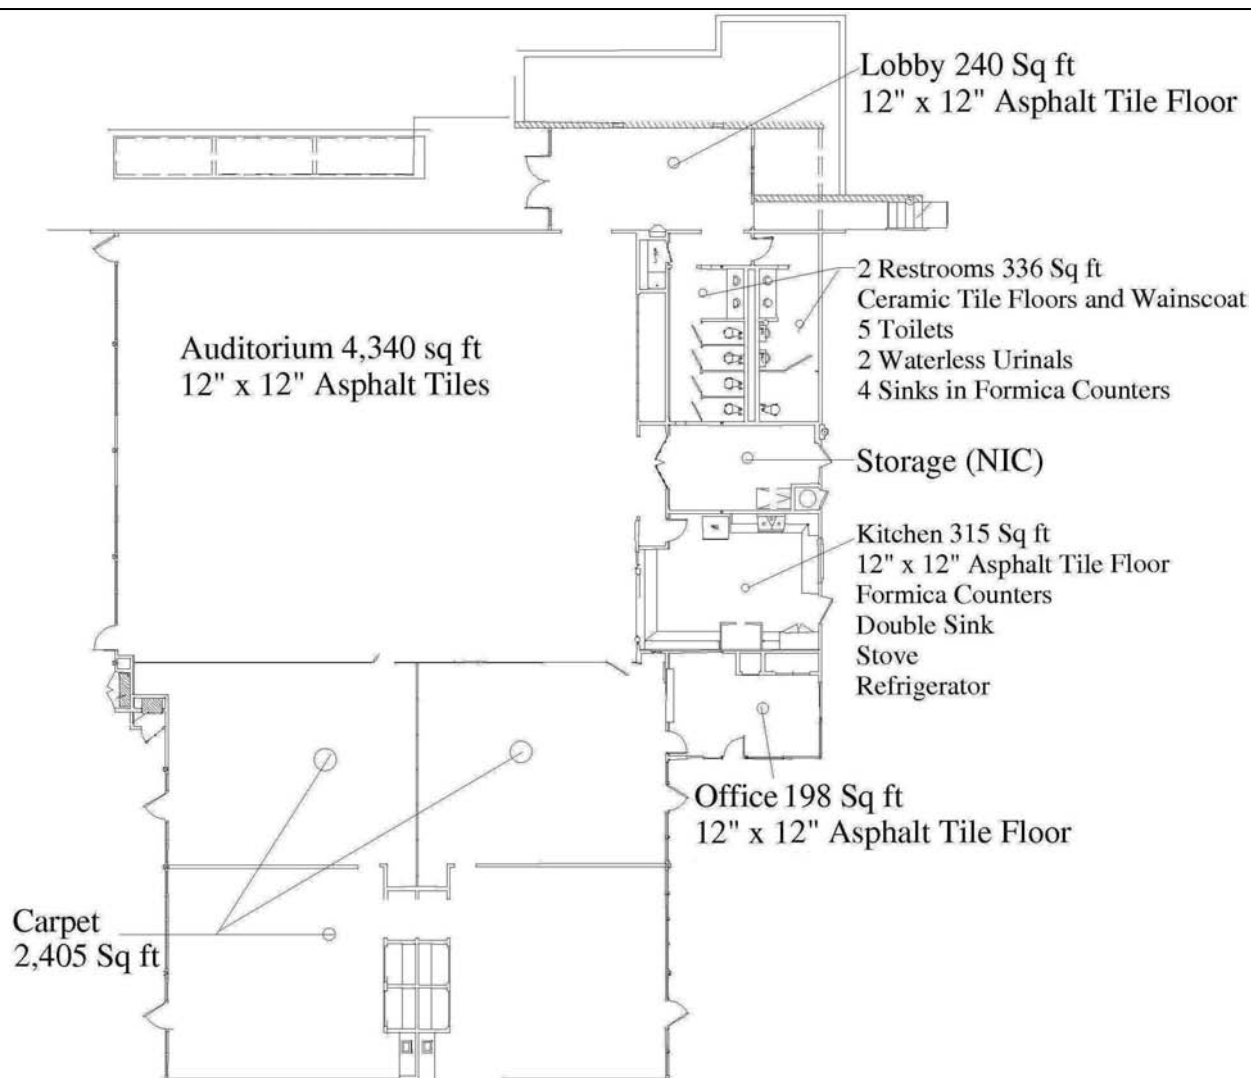 Lobby 240 Sq ft
12" x 12" Asphalt Tile Floor
2 Restrooms 336 Sq ft
Ceramic Tile Floors and Wainscoat
5 Toilets
2 Waterless Urinals
4 Sinks in Formica Counters
Auditorium 4,340 sq ft
12" x 12" Asphalt Tiles
Storage (NIC)
Kitchen 315 Sq ft
12" x 12" Asphalt Tile Floor
Formica Counters
Double Sink
Stove
Refrigerator
Office 198 Sq ft
12" x 12" Asphalt Tile Floor
Carpet
2,405 Sq ft